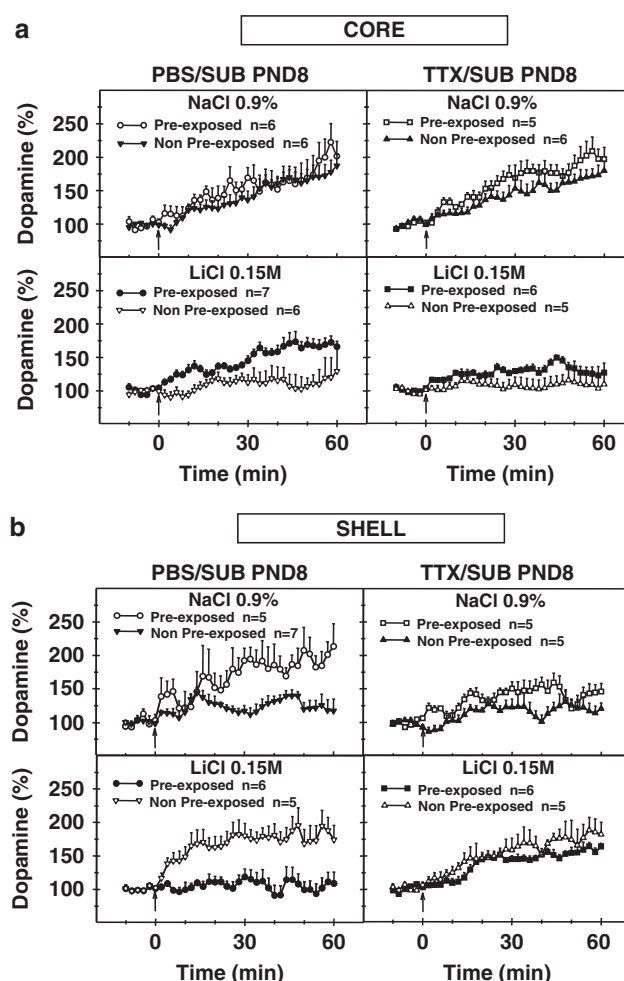 a
CORE
PBS/SUB PND8
TTX/SUB PND8
Dopamine (%)
250
200
150
100
NaCl 0.9%
Pre-exposed n=6
Non Pre-exposed n=6
NaCl 0.9%
Pre-exposed n=5
Non Pre-exposed n=6
Dopamine (%)
250
200
150
100
LiCl 0.15M
Pre-exposed n=7
Non Pre-exposed n=6
LiCl 0.15M
Pre-exposed n=6
Non Pre-exposed n=5
0 30 60
0 30 60
Time (min)
Time (min)
b
SHELL
PBS/SUB PND8
TTX/SUB PND8
Dopamine (%)
250
200
150
100
NaCl 0.9%
Pre-exposed n=5
Non Pre-exposed n=7
NaCl 0.9%
Pre-exposed n=5
Non Pre-exposed n=5
Dopamine (%)
250
200
150
100
LiCl 0.15M
Pre-exposed n=6
Non Pre-exposed n=5
LiCl 0.15M
Pre-exposed n=6
Non Pre-exposed n=5
0 30 60
0 30 60
Time (min)
Time (min)